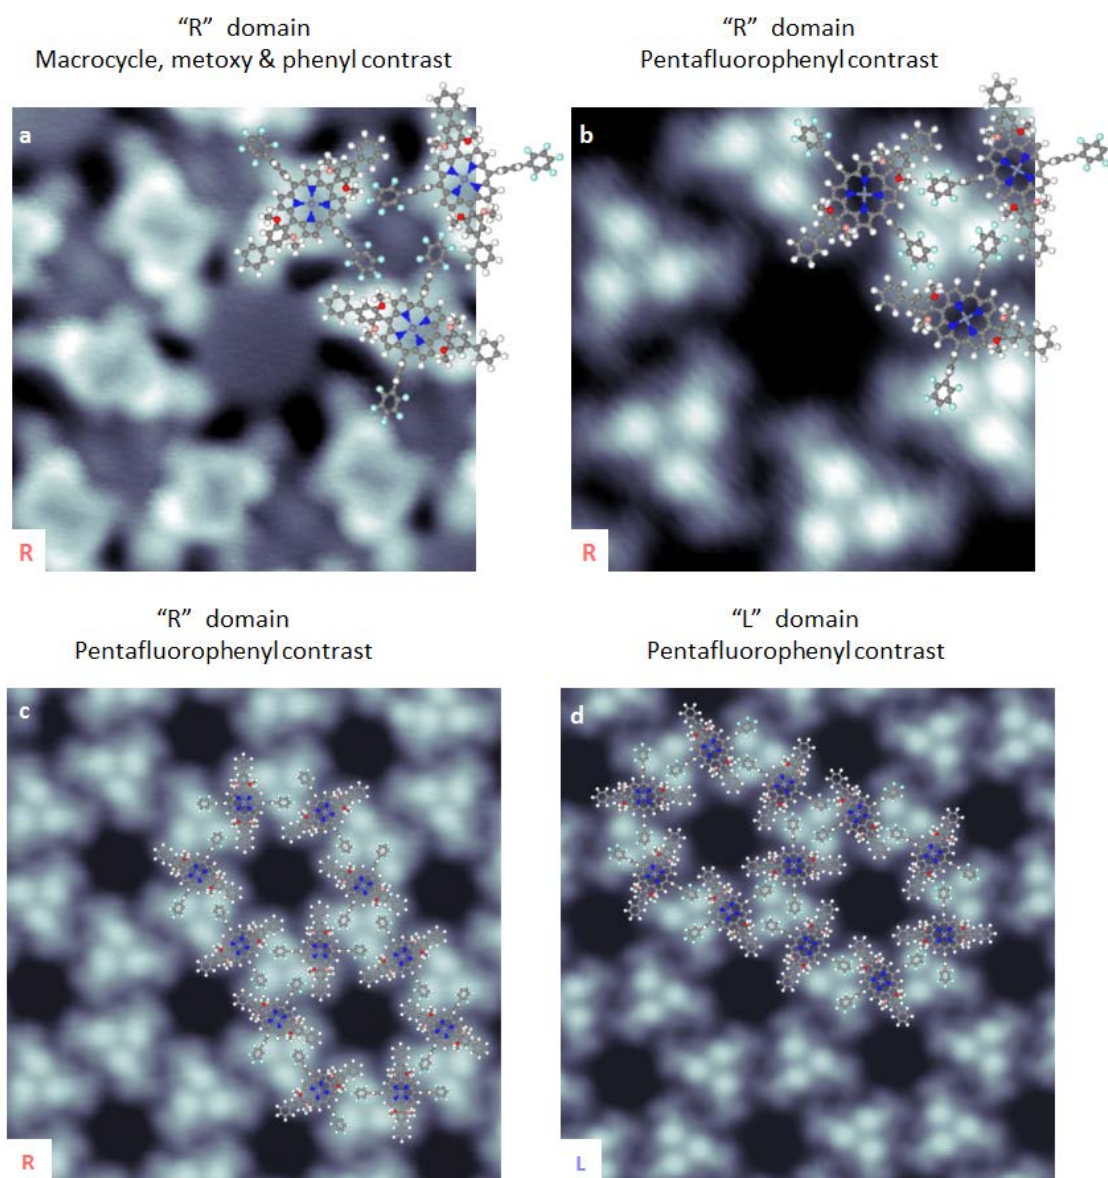 “R” domain
Macrocycle, metoxy & phenyl contrast
“R” domain
Pentafluorophenyl contrast
a
b
R
R
“R” domain
Pentafluorophenyl contrast
“L” domain
Pentafluorophenyl contrast
c
d
R
L